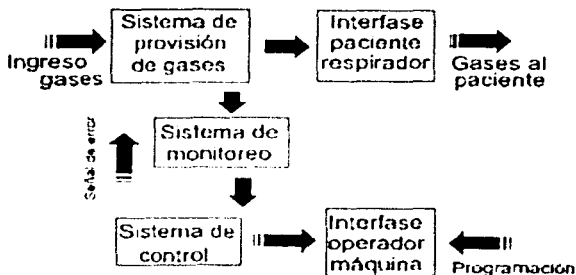 Sistema de
provisión
de gases
Interfase
paciente
respirador
Ingreso
gases
Gases al
paciente
Señal de error
Sistema de
monitoreo
Sistema de
control
Interfase
operador
máquina
Programación